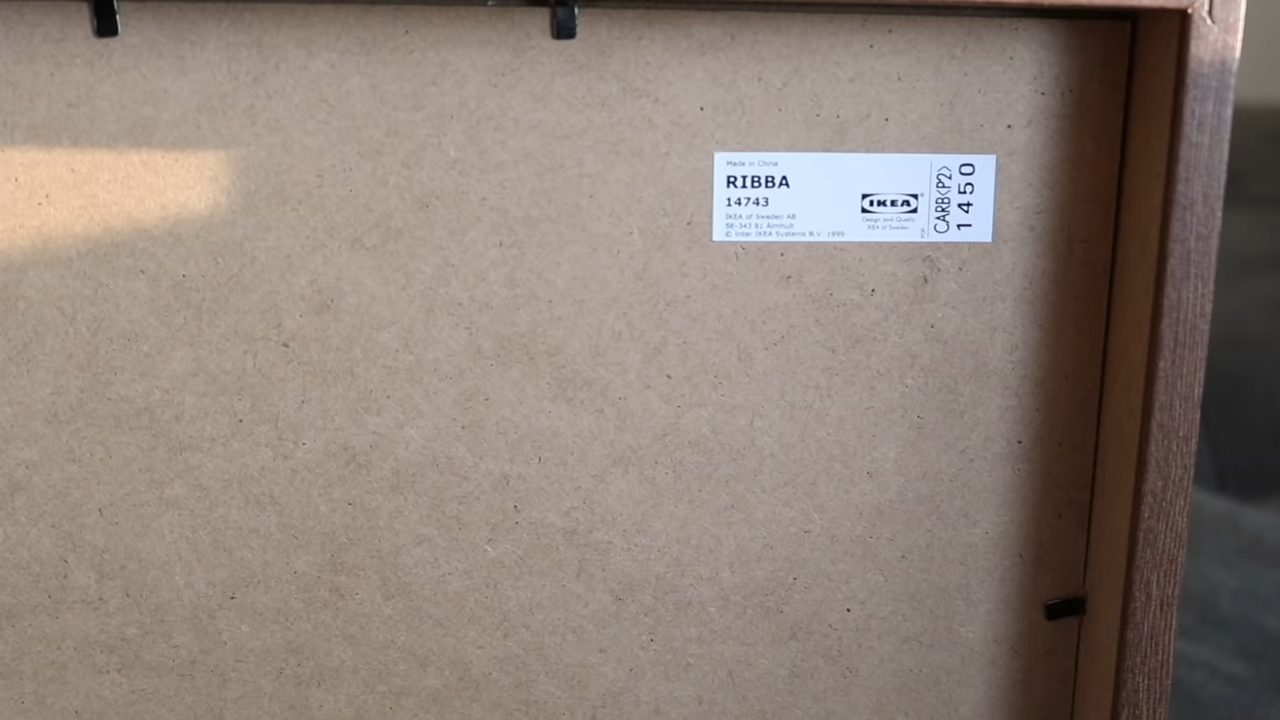 Made in China
RIBBA
14743
IKEA of Sweden AB
SE-343 81 Älmhult
© Inter IKEA Systems B.V. 1999
IKEA
®
Design and Quality
IKEA of Sweden
CARB(P2)
1450